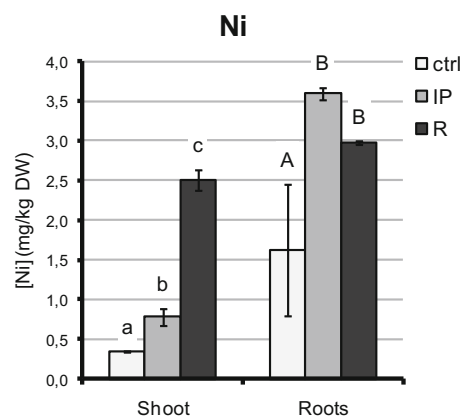 Ni
[Ni] (mg/kg DW)
4,0
3,5
3,0
2,5
2,0
1,5
1,0
0,5
0,0
a
b
c
A
B
B
Shoot
Roots
ctrl
IP
R